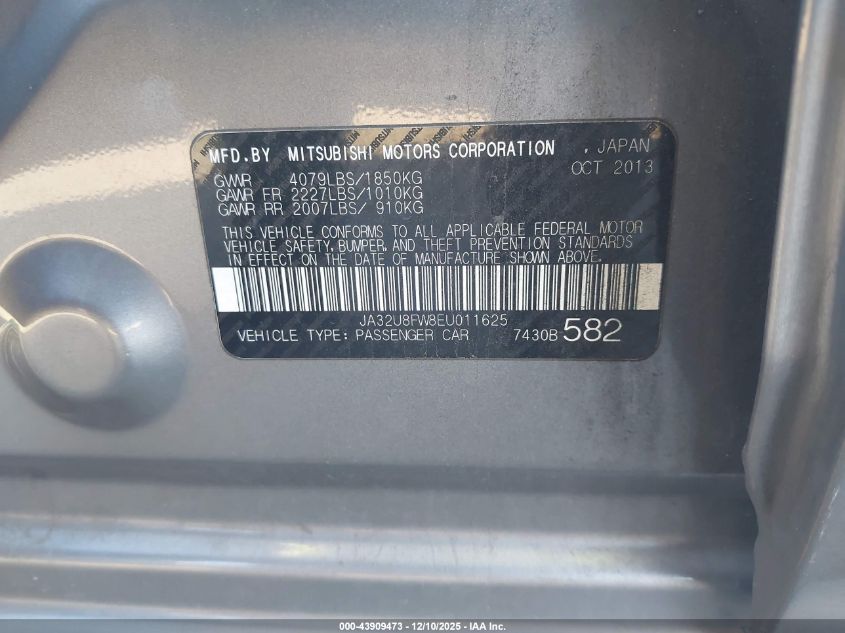 MFD.BY MITSUBISHI MOTORS CORPORATION , JAPAN
OCT 2013
GVWR 4079LBS/1850KG
GAWR FR 2227LBS/1010KG
GAWR RR 2007LBS/ 910KG
THIS VEHICLE CONFORMS TO ALL APPLICABLE FEDERAL MOTOR
VEHICLE SAFETY, BUMPER, AND THEFT PREVENTION STANDARDS
IN EFFECT ON THE DATE OF MANUFACTURE SHOWN ABOVE.
JA32U8FW8EU011625
VEHICLE TYPE: PASSENGER CAR 7430B 582
000-43909473 - 12/10/2025 - IAA Inc.